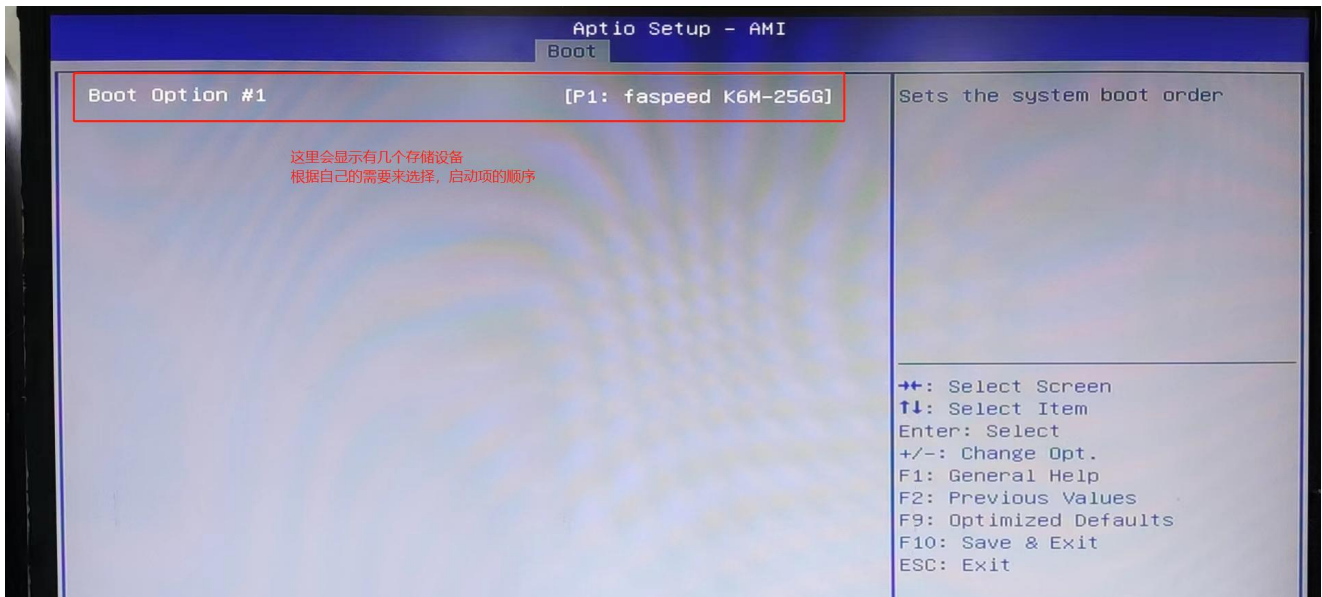 Aptio Setup – AMI
Boot
Boot Option #1 [P1: faspeed K6M-256G]
Sets the system boot order
这里会显示有几个存储设备
根据自己的需要来选择，启动项的顺序
→←: Select Screen
↑↓: Select Item
Enter: Select
+/-: Change Opt.
F1: General Help
F2: Previous Values
F9: Optimized Defaults
F10: Save & Exit
ESC: Exit